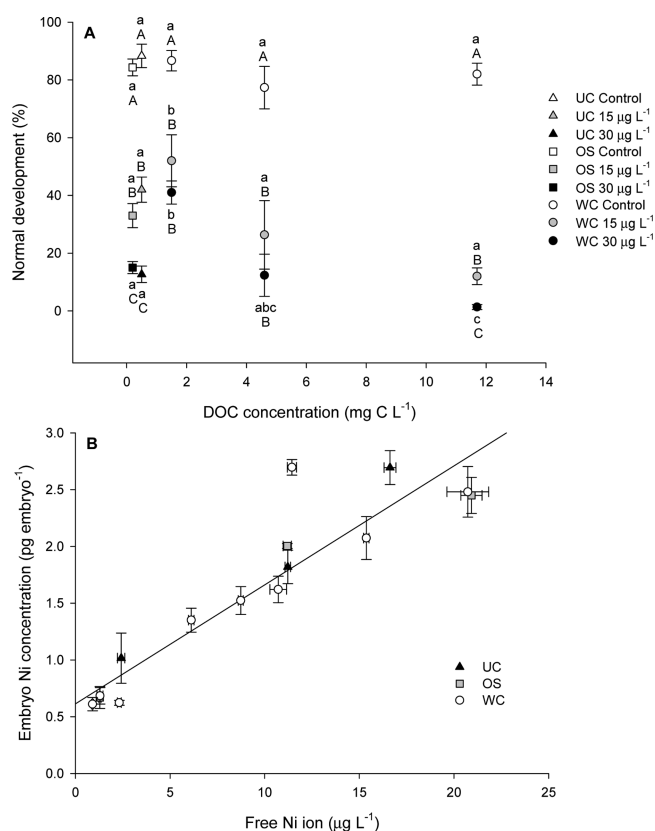 A
a
A
a
A
a
A
a
A
a
A
a
A
b
B
a
B
a
B
a
B
a
B
b
B
a
C
a
C
abc
B
c
C
100
80
60
40
20
0
Normal development (%)
0 2 4 6 8 10 12 14
DOC concentration (mg C L⁻¹)
UC Control
UC 15 µg L⁻¹
UC 30 µg L⁻¹
OS Control
OS 15 µg L⁻¹
OS 30 µg L⁻¹
WC Control
WC 15 µg L⁻¹
WC 30 µg L⁻¹
B
3.0
2.5
2.0
1.5
1.0
0.5
0.0
Embryo Ni concentration (pg embryo⁻¹)
UC
OS
WC
0 5 10 15 20 25
Free Ni ion (µg L⁻¹)